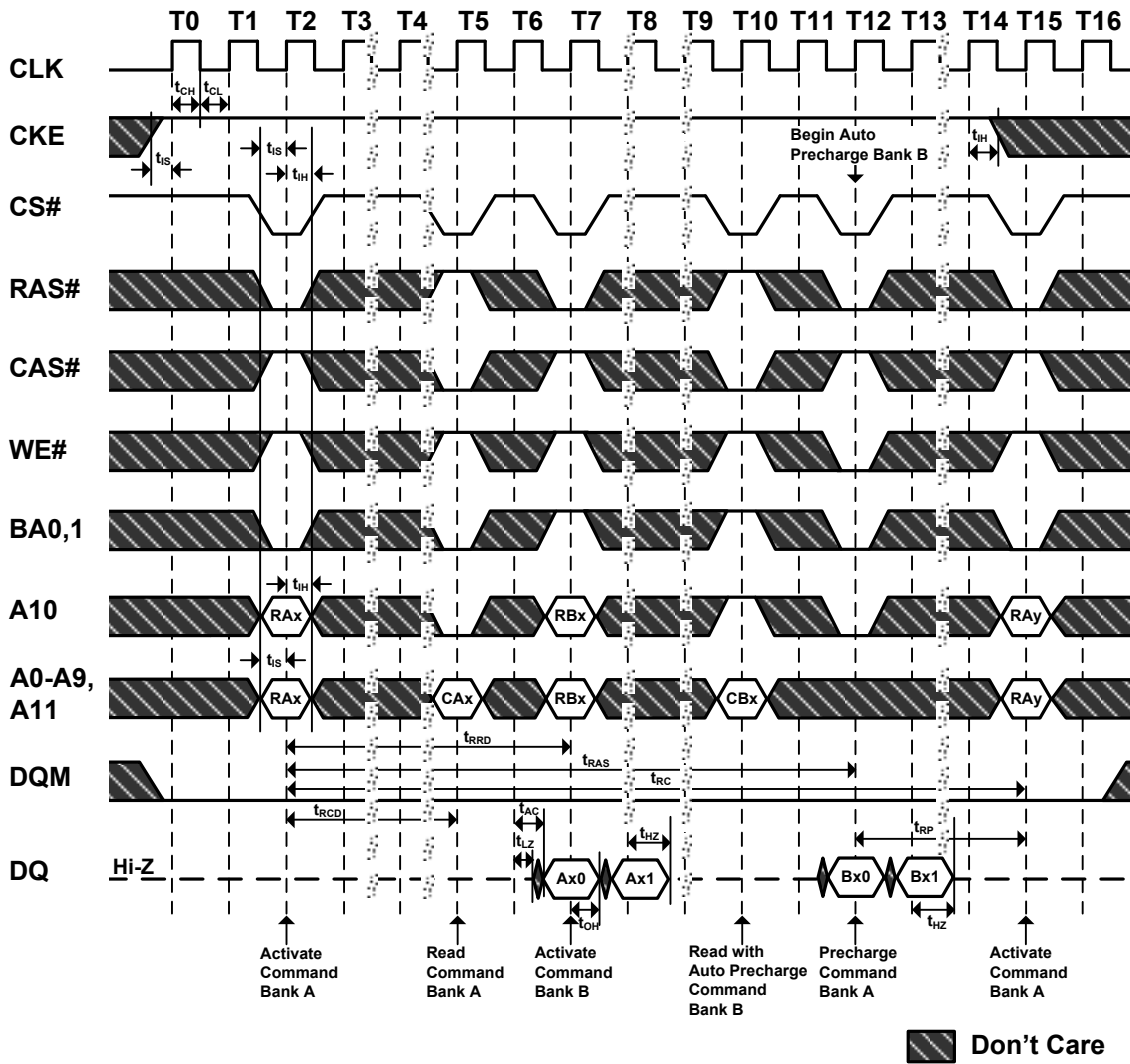 T0 T1 T2 T3 T4 T5 T6 T7 T8 T9 T10 T11 T12 T13 T14 T15 T16
CLK
tCH tCL
CKE
tIS
tIS
tIH
Begin Auto
Precharge Bank B
tIH
CS#
RAS#
CAS#
WE#
BA0,1
tIH
A10
RAx RBx RAy
tIS
A0-A9,
A11
RAx CAx RBx CBx RAy
tRRD
tRAS
tRC
DQM
tRCD
tAC
tLZ
tHZ
tRP
DQ
Hi-Z
Ax0 Ax1 Bx0 Bx1
tOH
tHZ
Activate
Command
Bank A
Read
Command
Bank A
Activate
Command
Bank B
Read with
Auto Precharge
Command
Bank B
Precharge
Command
Bank A
Activate
Command
Bank A
Don't Care